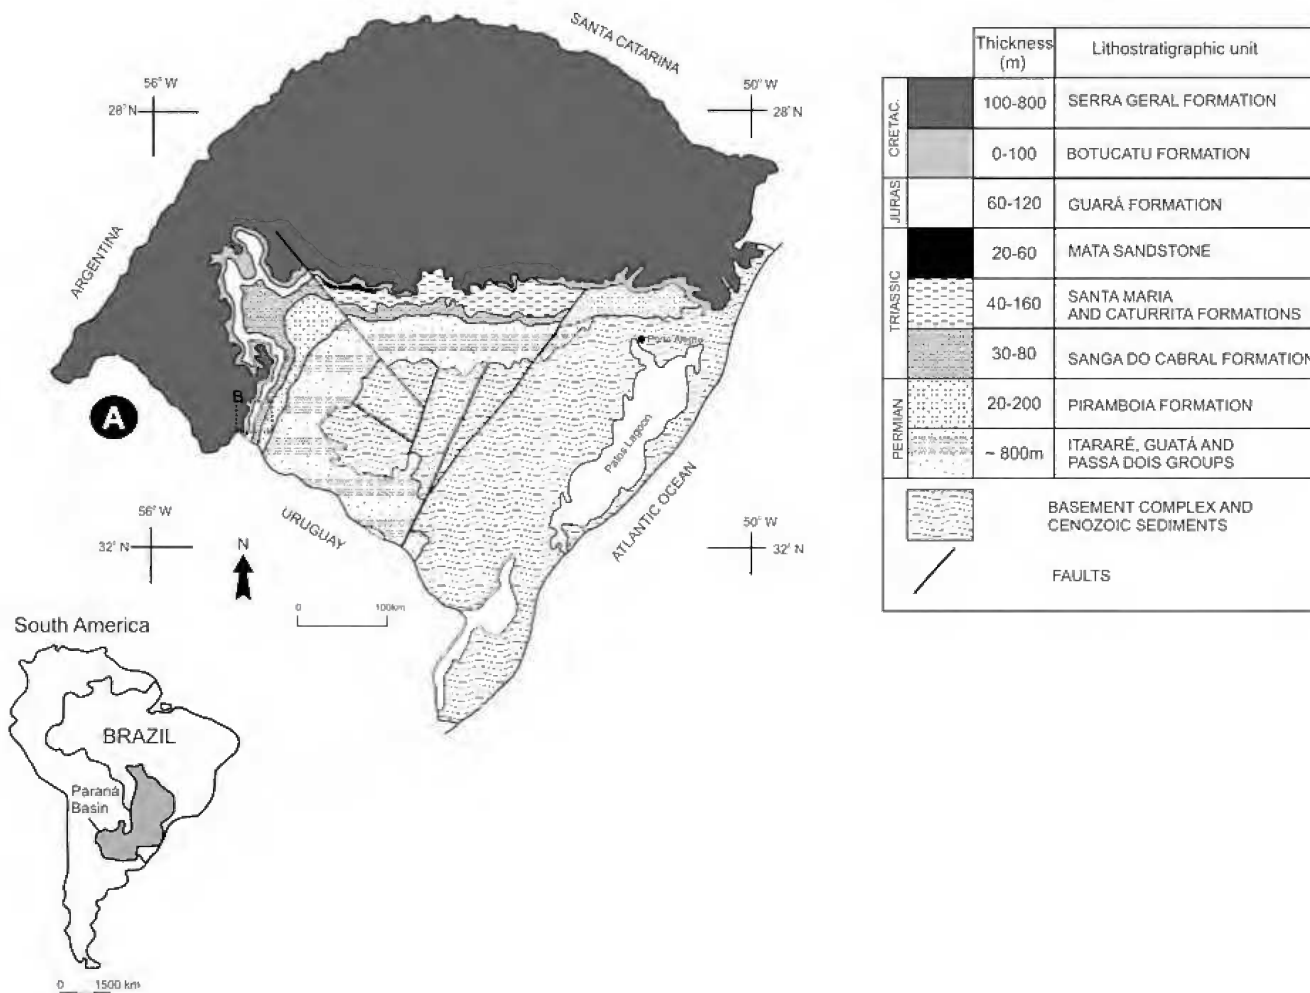 SANTA CATARINA
56° W
28° N
50° W
28° N
ARGENTINA
A
B
Porto Alegre
Patos Lagoon
ATLANTIC OCEAN
URUGUAY
56° W
32° N
50° W
32° N
N
0 100km
South America
BRAZIL
Paraná
Basin
0 1500 km
Thickness
(m)
Lithostratigraphic unit
CRETAC.
100-800 SERRA GERAL FORMATION
0-100 BOTUCATU FORMATION
JURAS
60-120 GUARÁ FORMATION
TRIASSIC
20-60 MATA SANDSTONE
40-160 SANTA MARIA
AND CATURRITA FORMATIONS
30-80 SANGA DO CABRAL FORMATION
PERMIAN
20-200 PIRAMBOIA FORMATION
~ 800m ITARARÉ, GUATÁ AND
PASSA DOIS GROUPS
BASEMENT COMPLEX AND
CENOZOIC SEDIMENTS
FAULTS